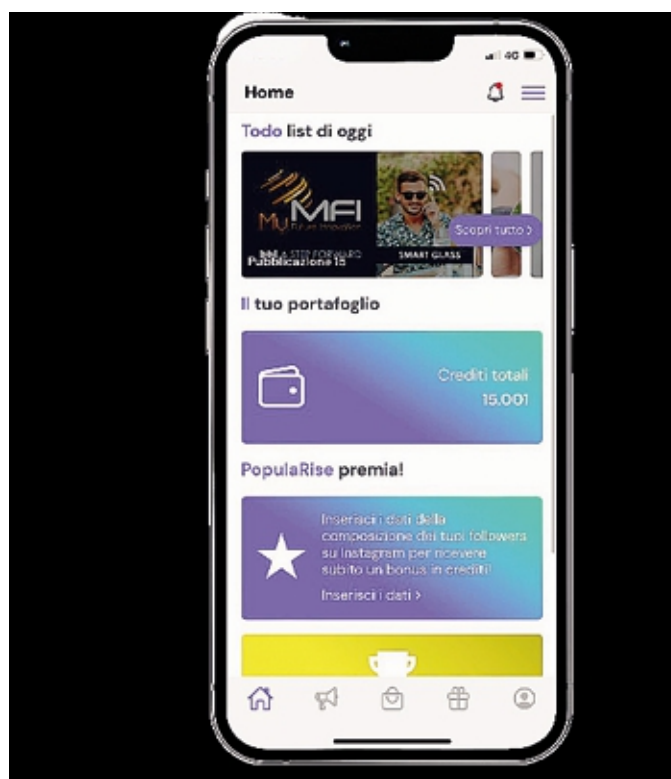 4G
Home
Todo list di oggi
My MFI
SMART GLASS
Scopri tutto >
Pubblicazione 15
Il tuo portafoglio
Crediti totali
15.001
PopulaRise premia!
Inserisci i dati della
composizione dei tuoi followers
su Instagram per ricevere
subito un bonus in crediti!
Inserisci i dati >